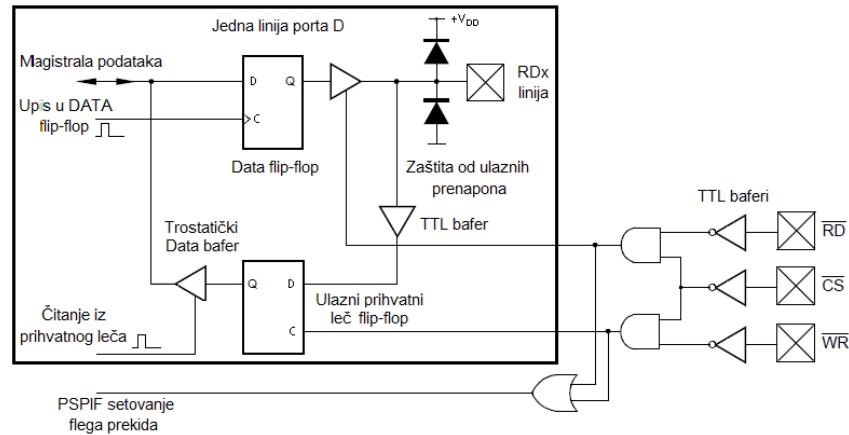 Jedna linija porta D
+VDD
Magistrala podataka
D
Q
RDx
linija
Upis u DATA
flip-flop
C
Data flip-flop
Zaštita od ulaznih
prenapona
TTL baferi
Trostatički
Data bafer
TTL bafer
RD
Q
D
Ulazni prihvatni
leč flip-flop
CS
Čitanje iz
prihvatnog leča
C
WR
PSPIF setovanje
flega prekida